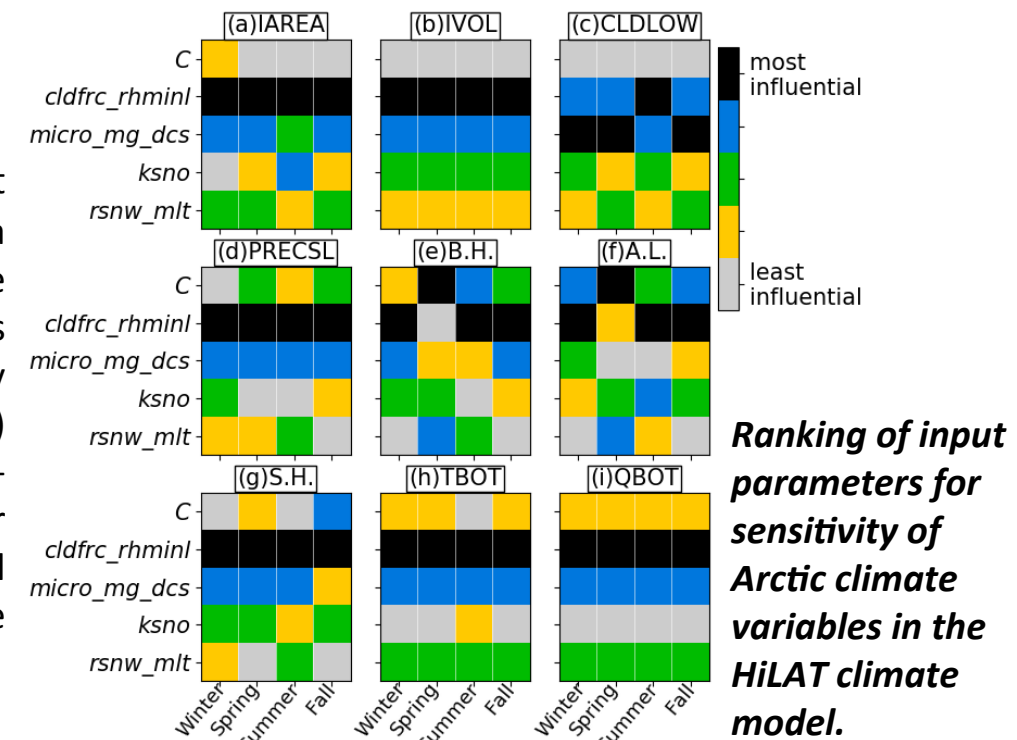 (a)IAREA
(b)IVOL
(c)CLDLOW
C
cldfrc_rhminl
micro_mg_dcs
ksno
rsnw_mlt
most
influential
least
influential
(d)PRECSL
(e)B.H.
(f)A.L.
C
cldfrc_rhminl
micro_mg_dcs
ksno
rsnw_mlt
(g)S.H.
(h)TBOT
(i)QBOT
C
cldfrc_rhminl
micro_mg_dcs
ksno
rsnw_mlt
Winter
Spring
Summer
Fall
Winter
Spring
Summer
Fall
Winter
Spring
Summer
Fall
Ranking of input
parameters for
sensitivity of
Arctic climate
variables in the
HiLAT climate
model.